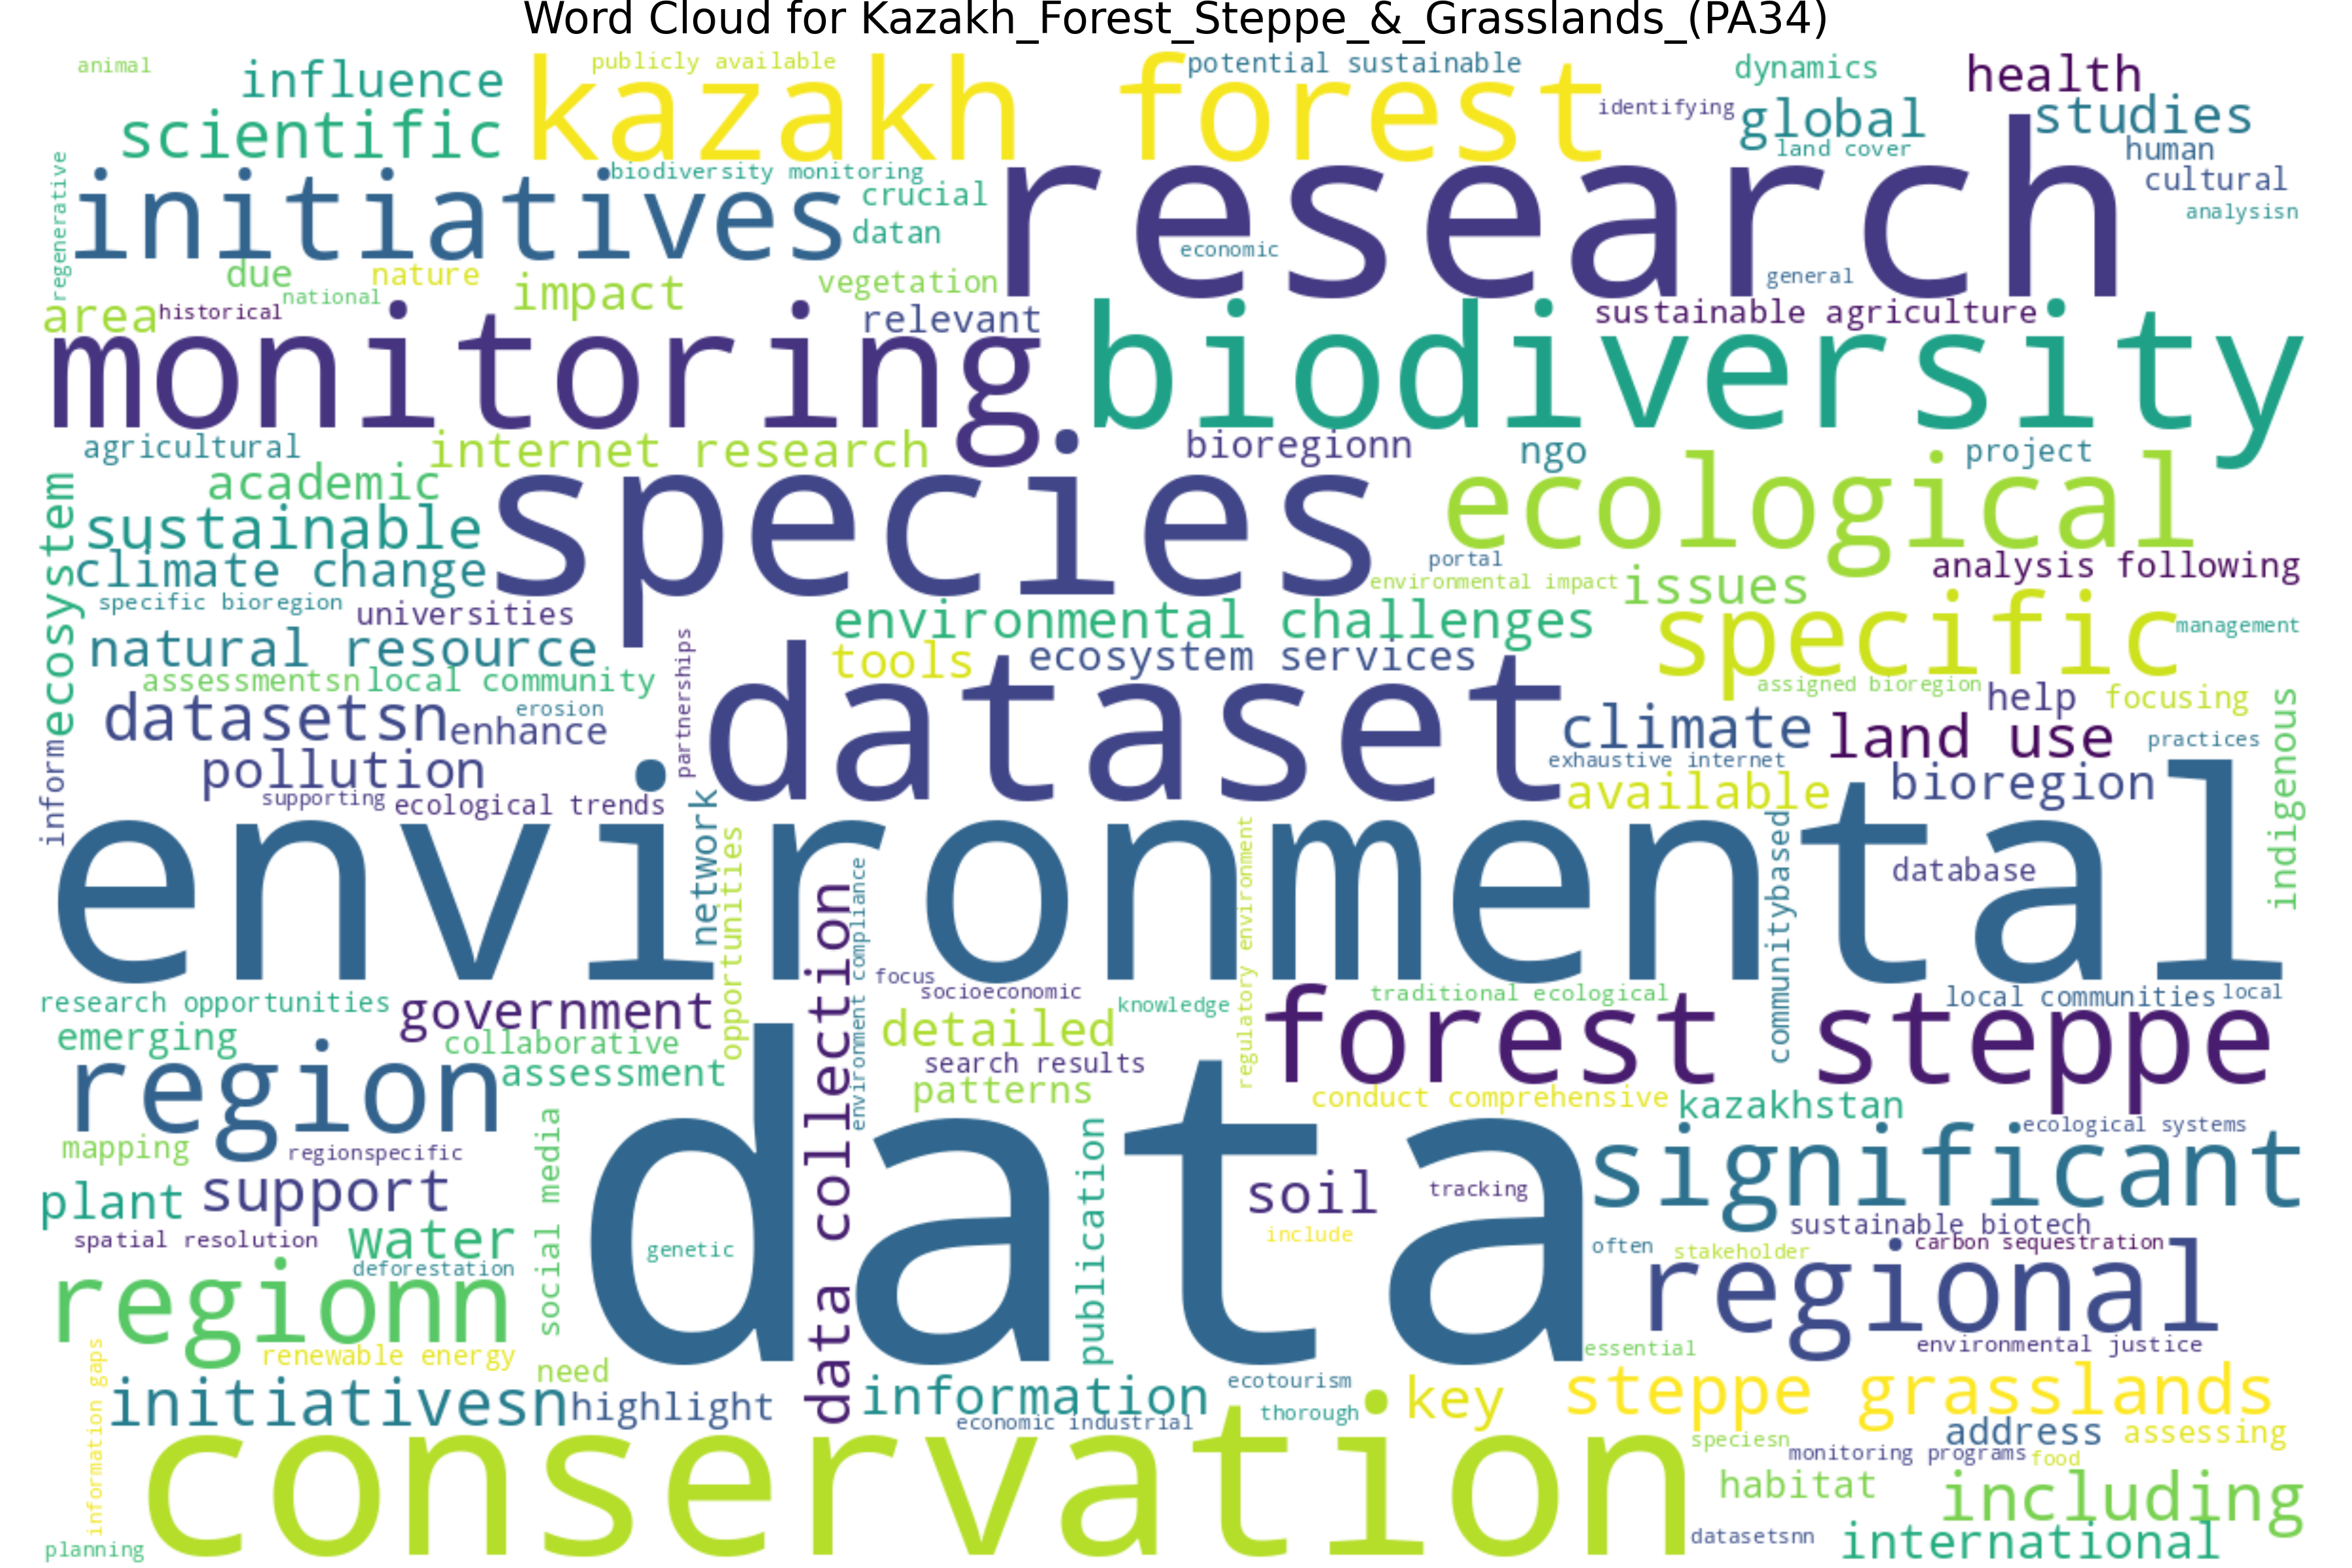 Word Cloud for Kazakh_Forest_Steppe_&_Grasslands_(PA34)
animal
influence
kazakh forest
publicly available
potential sustainable
dynamics
health
scientific
identifying
global
studies
land cover
human
regenerative
initiatives
biodiversity monitoring
crucial
datan
research
economic
general
cultural
analysisn
due
nature
national
impact
vegetation
area
historical
relevant
sustainable agriculture
monitoring
biodiversity
agricultural
internet research
bioregionn
ngo
project
academic
species
ecological
ecosystem
sustainable
climate change
portal
environmental impact
issues
analysis following
specific bioregion
universities
environmental challenges
specific
management
natural resource
tools
ecosystem services
assessmentsn
local community
partnerships
assigned bioregion
help
focusing
datasetsn
erosion
enhance
dataset
climate
land use
practices
indigenous
inform
pollution
exhaustive internet
available
bioregion
supporting
ecological trends
network
environmental
opportunities
data collection
environment compliance
regulatory environment
communitybased
database
focus
socioeconomic
knowledge
traditional ecological
local communities
local
research opportunities
government
emerging
collaborative
detailed
forest steppe
region
assessment
search results
patterns
conduct comprehensive
kazakhstan
mapping
regionspecific
social media
data
publication
ecological systems
significant
plant
support
soil
tracking
include
spatial resolution
water
deforestation
genetic
sustainable biotech
often
stakeholder
carbon sequestration
regionn
regional
renewable energy
essential
environmental justice
information gaps
need
initiativesn
highlight
information
ecotourism
economic industrial
thorough
key
steppe grasslands
conservation
speciesn
address
assessing
monitoring programs
food
habitat
including
planning
datasetsnn
international